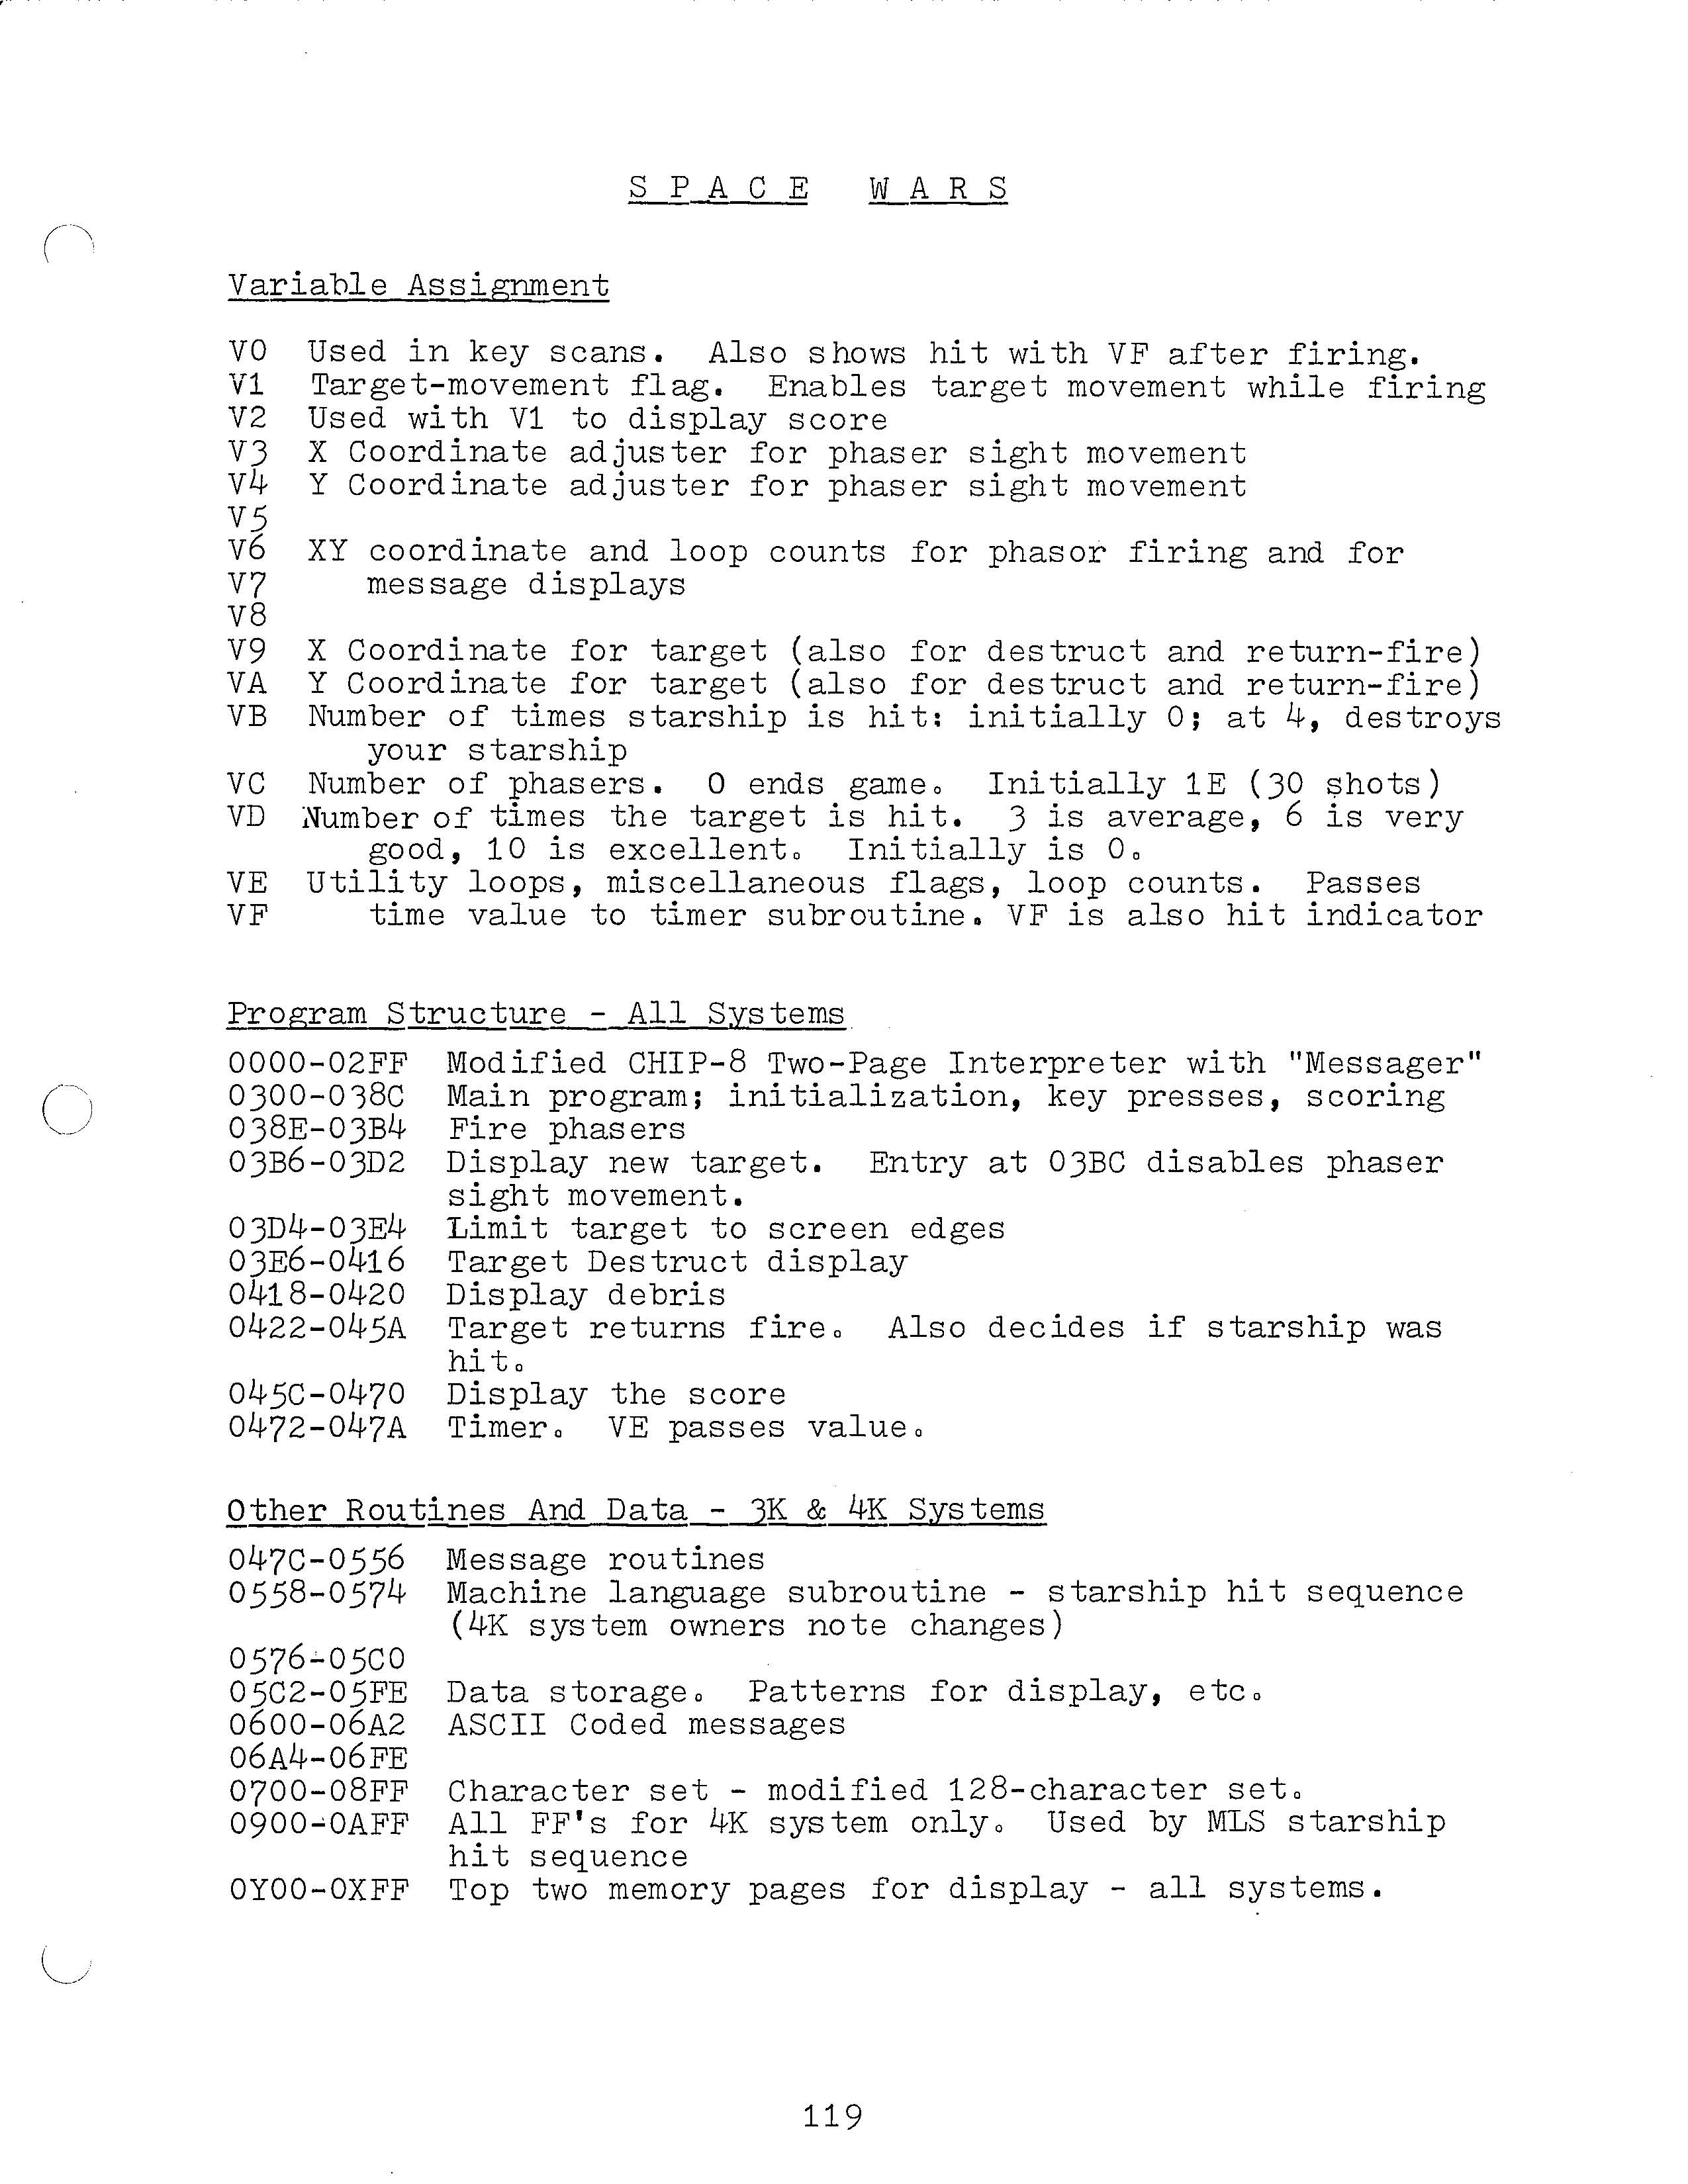 S P A C E   W A R S
Variable Assignment
V0  Used in key scans.  Also shows hit with VF after firing.
V1  Target-movement flag.  Enables target movement while firing
V2  Used with V1 to display score
V3  X Coordinate adjuster for phaser sight movement
V4  Y Coordinate adjuster for phaser sight movement
V5
V6  XY coordinate and loop counts for phasor firing and for
V7     message displays
V8
V9  X Coordinate for target (also for destruct and return-fire)
VA  Y Coordinate for target (also for destruct and return-fire)
VB  Number of times starship is hit: initially 0; at 4, destroys
your starship
VC  Number of phasers.  0 ends game.  Initially 1E (30 shots)
VD  Number of times the target is hit.  3 is average, 6 is very
good, 10 is excellent.  Initially is 0.
VE  Utility loops, miscellaneous flags, loop counts.  Passes
VF     time value to timer subroutine. VF is also hit indicator
Program Structure - All Systems
0000-02FF  Modified CHIP-8 Two-Page Interpreter with "Messager"
0300-038C  Main program; initialization, key presses, scoring
038E-03B4  Fire phasers
03B6-03D2  Display new target.  Entry at 03BC disables phaser
sight movement.
03D4-03E4  Limit target to screen edges
03E6-0416  Target Destruct display
0418-0420  Display debris
0422-045A  Target returns fire.  Also decides if starship was
hit.
045C-0470  Display the score
0472-047A  Timer.  VE passes value.
Other Routines And Data - 3K & 4K Systems
047C-0556  Message routines
0558-0574  Machine language subroutine - starship hit sequence
(4K system owners note changes)
0576-05C0
05C2-05FE  Data storage.  Patterns for display, etc.
0600-06A2  ASCII Coded messages
06A4-06FE
0700-08FF  Character set - modified 128-character set.
0900-0AFF  All FF's for 4K system only.  Used by MLS starship
hit sequence
0Y00-0XFF  Top two memory pages for display - all systems.
119